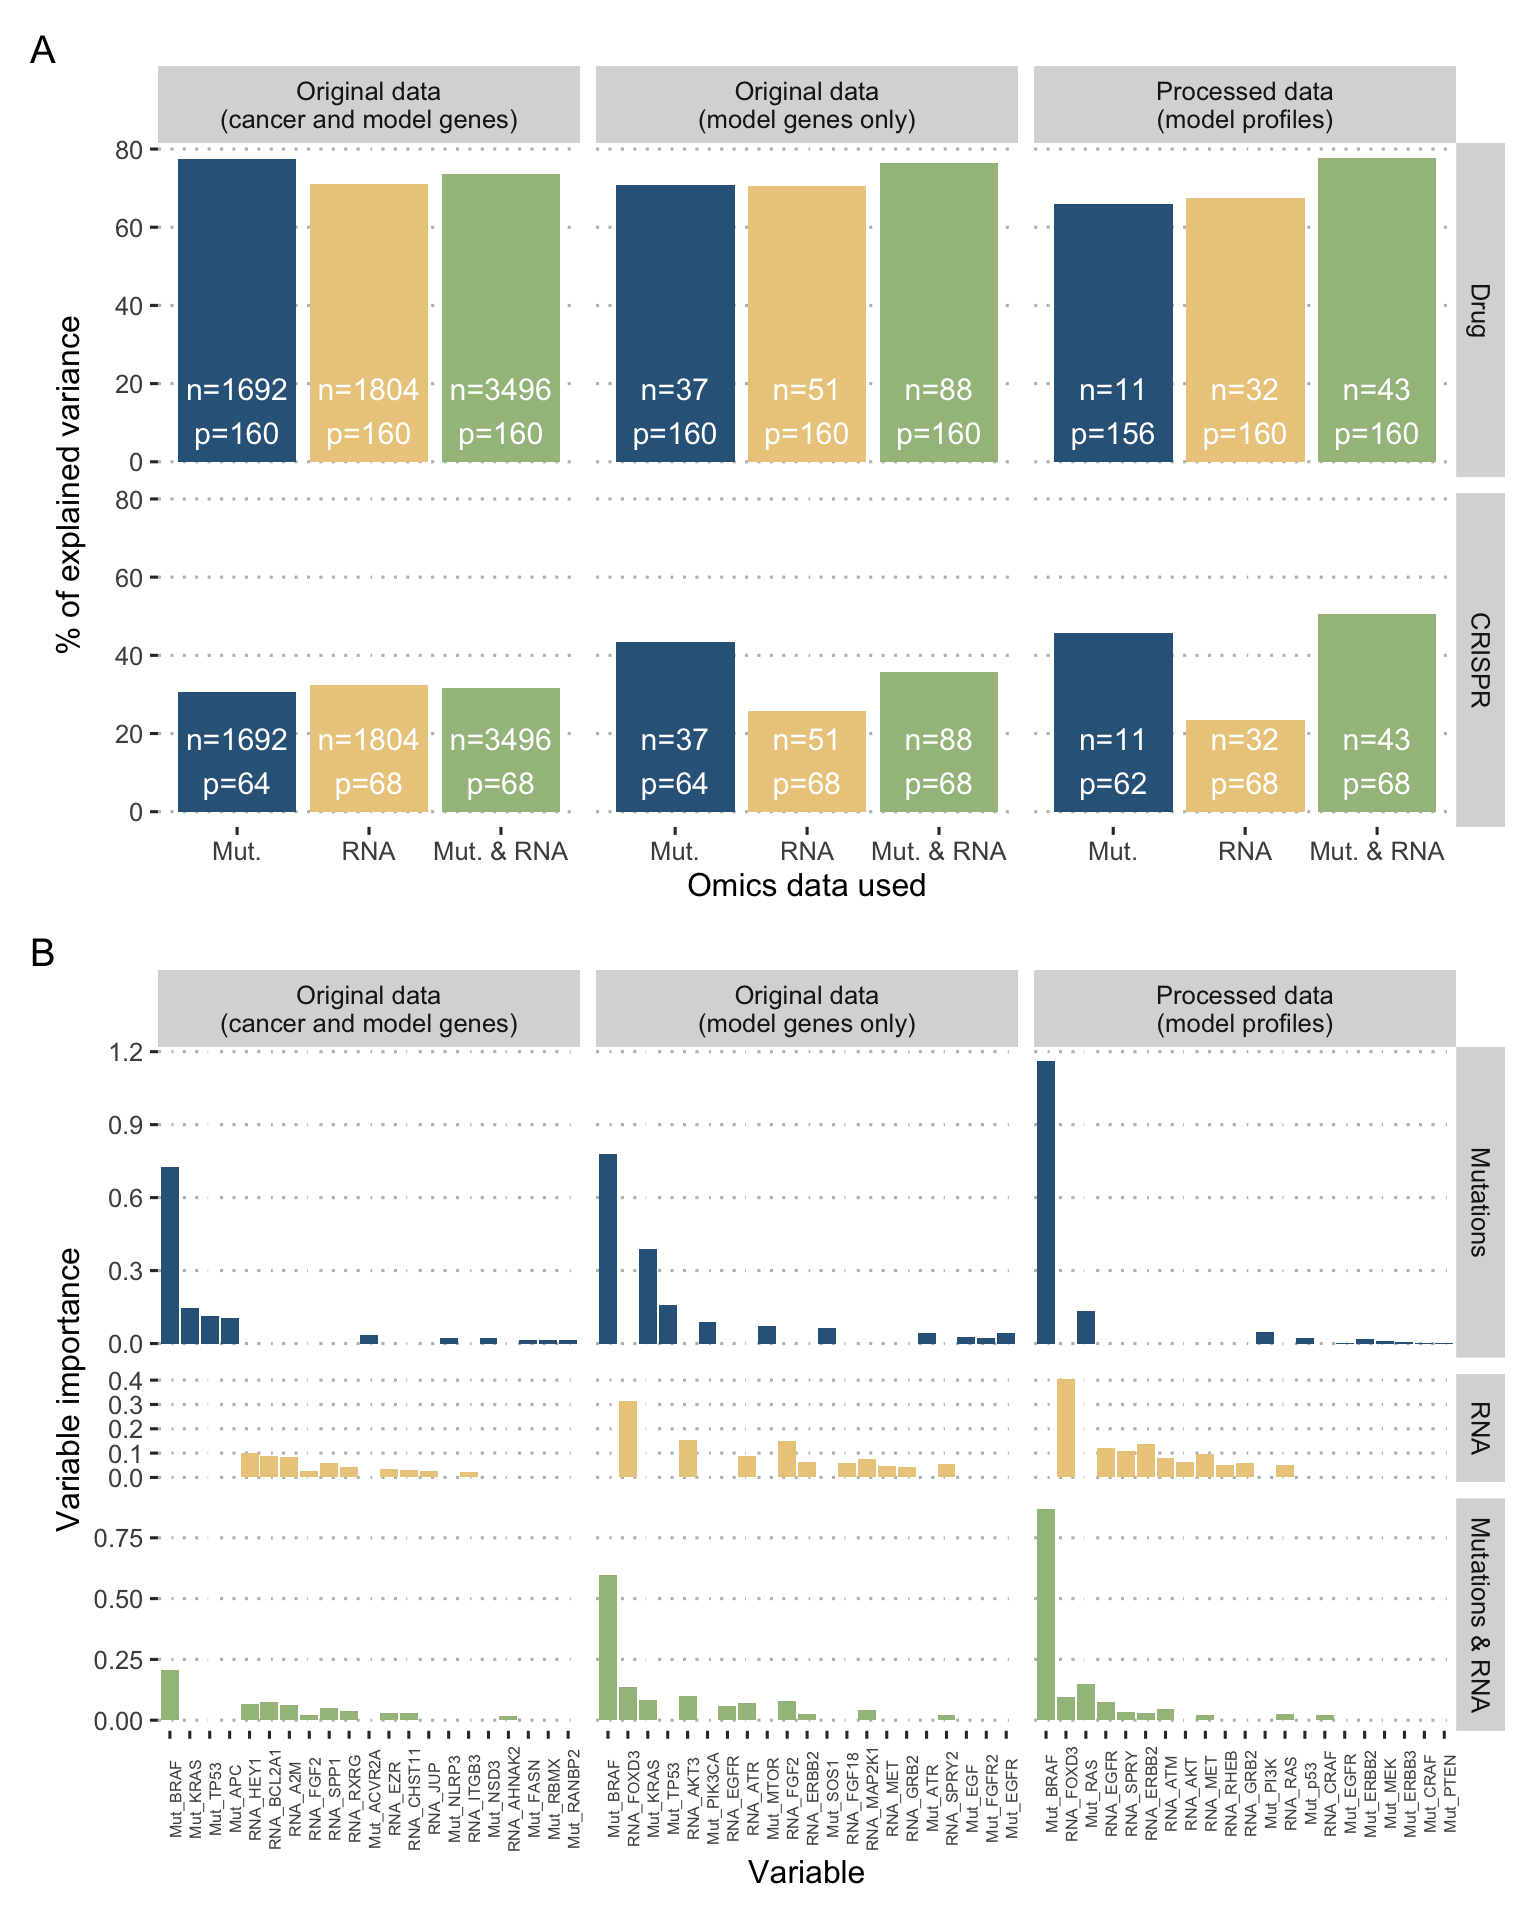 A
Original data
(cancer and model genes)
Original data
(model genes only)
Processed data
(model profiles)
% of explained variance
80
60
40
20
0
n=1692
p=160
n=1804
p=160
n=3496
p=160
n=37
p=160
n=51
p=160
n=88
p=160
n=11
p=156
n=32
p=160
n=43
p=160
Drug
80
60
40
20
0
n=1692
p=64
n=1804
p=68
n=3496
p=68
n=37
p=64
n=51
p=68
n=88
p=68
n=11
p=62
n=32
p=68
n=43
p=68
CRISPR
Mut.
RNA
Mut. & RNA
Mut.
RNA
Mut. & RNA
Mut.
RNA
Mut. & RNA
Omics data used
B
Original data
(cancer and model genes)
Original data
(model genes only)
Processed data
(model profiles)
Variable importance
1.2
0.9
0.6
0.3
0.0
Mutations
0.4
0.3
0.2
0.1
0.0
RNA
0.75
0.50
0.25
0.00
Mutations & RNA
Mut_BRAF
Mut_KRAS
Mut_TP53
Mut_APC
RNA_HEY1
RNA_BCL2A1
RNA_A2M
RNA_FGF2
RNA_SPP1
RNA_RXRG
Mut_ACVR2A
RNA_EZR
RNA_CHST11
RNA_JUP
Mut_NLRP3
RNA_ITGB3
Mut_NSD3
RNA_AHNAK2
Mut_FASN
Mut_RBMX
Mut_RANBP2
Mut_BRAF
RNA_FOXD3
Mut_KRAS
Mut_TP53
RNA_AKT3
Mut_PIK3CA
RNA_EGFR
RNA_ATR
Mut_MTOR
RNA_FGF2
RNA_ERBB2
Mut_SOS1
RNA_FGF18
RNA_MAP2K1
RNA_MET
RNA_GRB2
Mut_ATR
RNA_SPRY2
Mut_EGF
Mut_FGFR2
Mut_EGFR
Mut_BRAF
RNA_FOXD3
Mut_RAS
RNA_EGFR
RNA_SPRY
RNA_ERBB2
RNA_ATM
RNA_AKT
RNA_MET
RNA_RHEB
RNA_GRB2
Mut_PI3K
RNA_RAS
Mut_p53
RNA_CRAF
Mut_EGFR
Mut_ERBB2
Mut_MEK
Mut_ERBB3
Mut_CRAF
Mut_PTEN
Variable